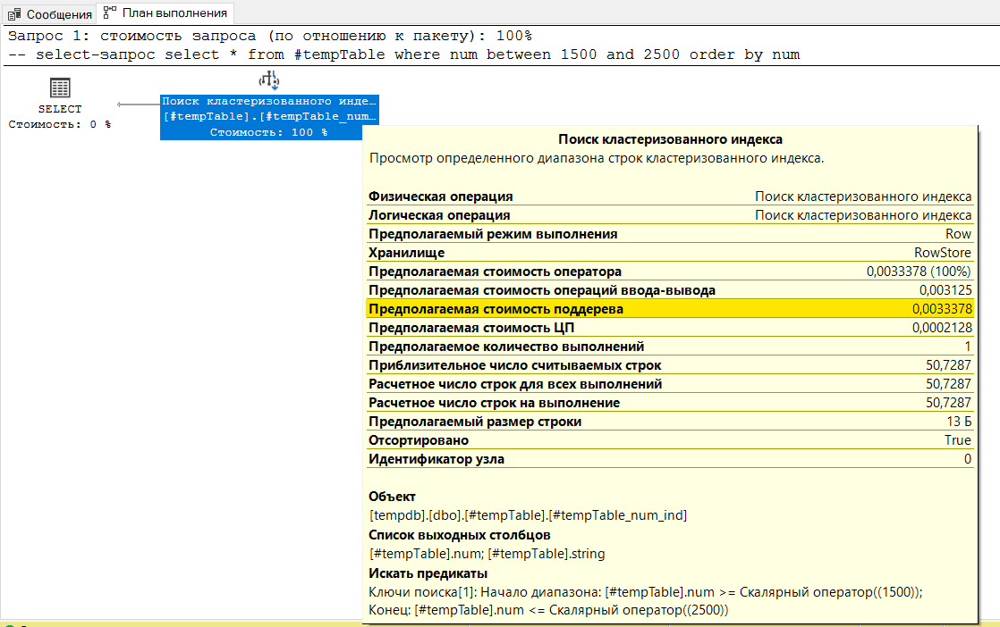 Сообщения План выполнения
Запрос 1: стоимость запроса (по отношению к пакету): 100%
-- select-запрос select * from #tempTable where num between 1500 and 2500 order by num
SELECT
Стоимость: 0 %
Поиск кластеризованного инде…
[#tempTable].[#tempTable_num…
Стоимость: 100 %
Поиск кластеризованного индекса
Просмотр определенного диапазона строк кластеризованного индекса.
Физическая операция Поиск кластеризованного индекса
Логическая операция Поиск кластеризованного индекса
Предполагаемый режим выполнения Row
Хранилище RowStore
Предполагаемая стоимость оператора 0,0033378 (100%)
Предполагаемая стоимость операций ввода-вывода 0,003125
Предполагаемая стоимость поддерева 0,0033378
Предполагаемая стоимость ЦП 0,0002128
Предполагаемое количество выполнений 1
Приблизительное число считываемых строк 50,7287
Расчетное число строк для всех выполнений 50,7287
Расчетное число строк на выполнение 50,7287
Предполагаемый размер строки 13 Б
Отсортировано True
Идентификатор узла 0
Объект
[tempdb].[dbo].[#tempTable].[#tempTable_num_ind]
Список выходных столбцов
[#tempTable].num; [#tempTable].string
Искать предикаты
Ключи поиска[1]: Начало диапазона: [#tempTable].num >= Скалярный оператор((1500));
Конец: [#tempTable].num <= Скалярный оператор((2500))